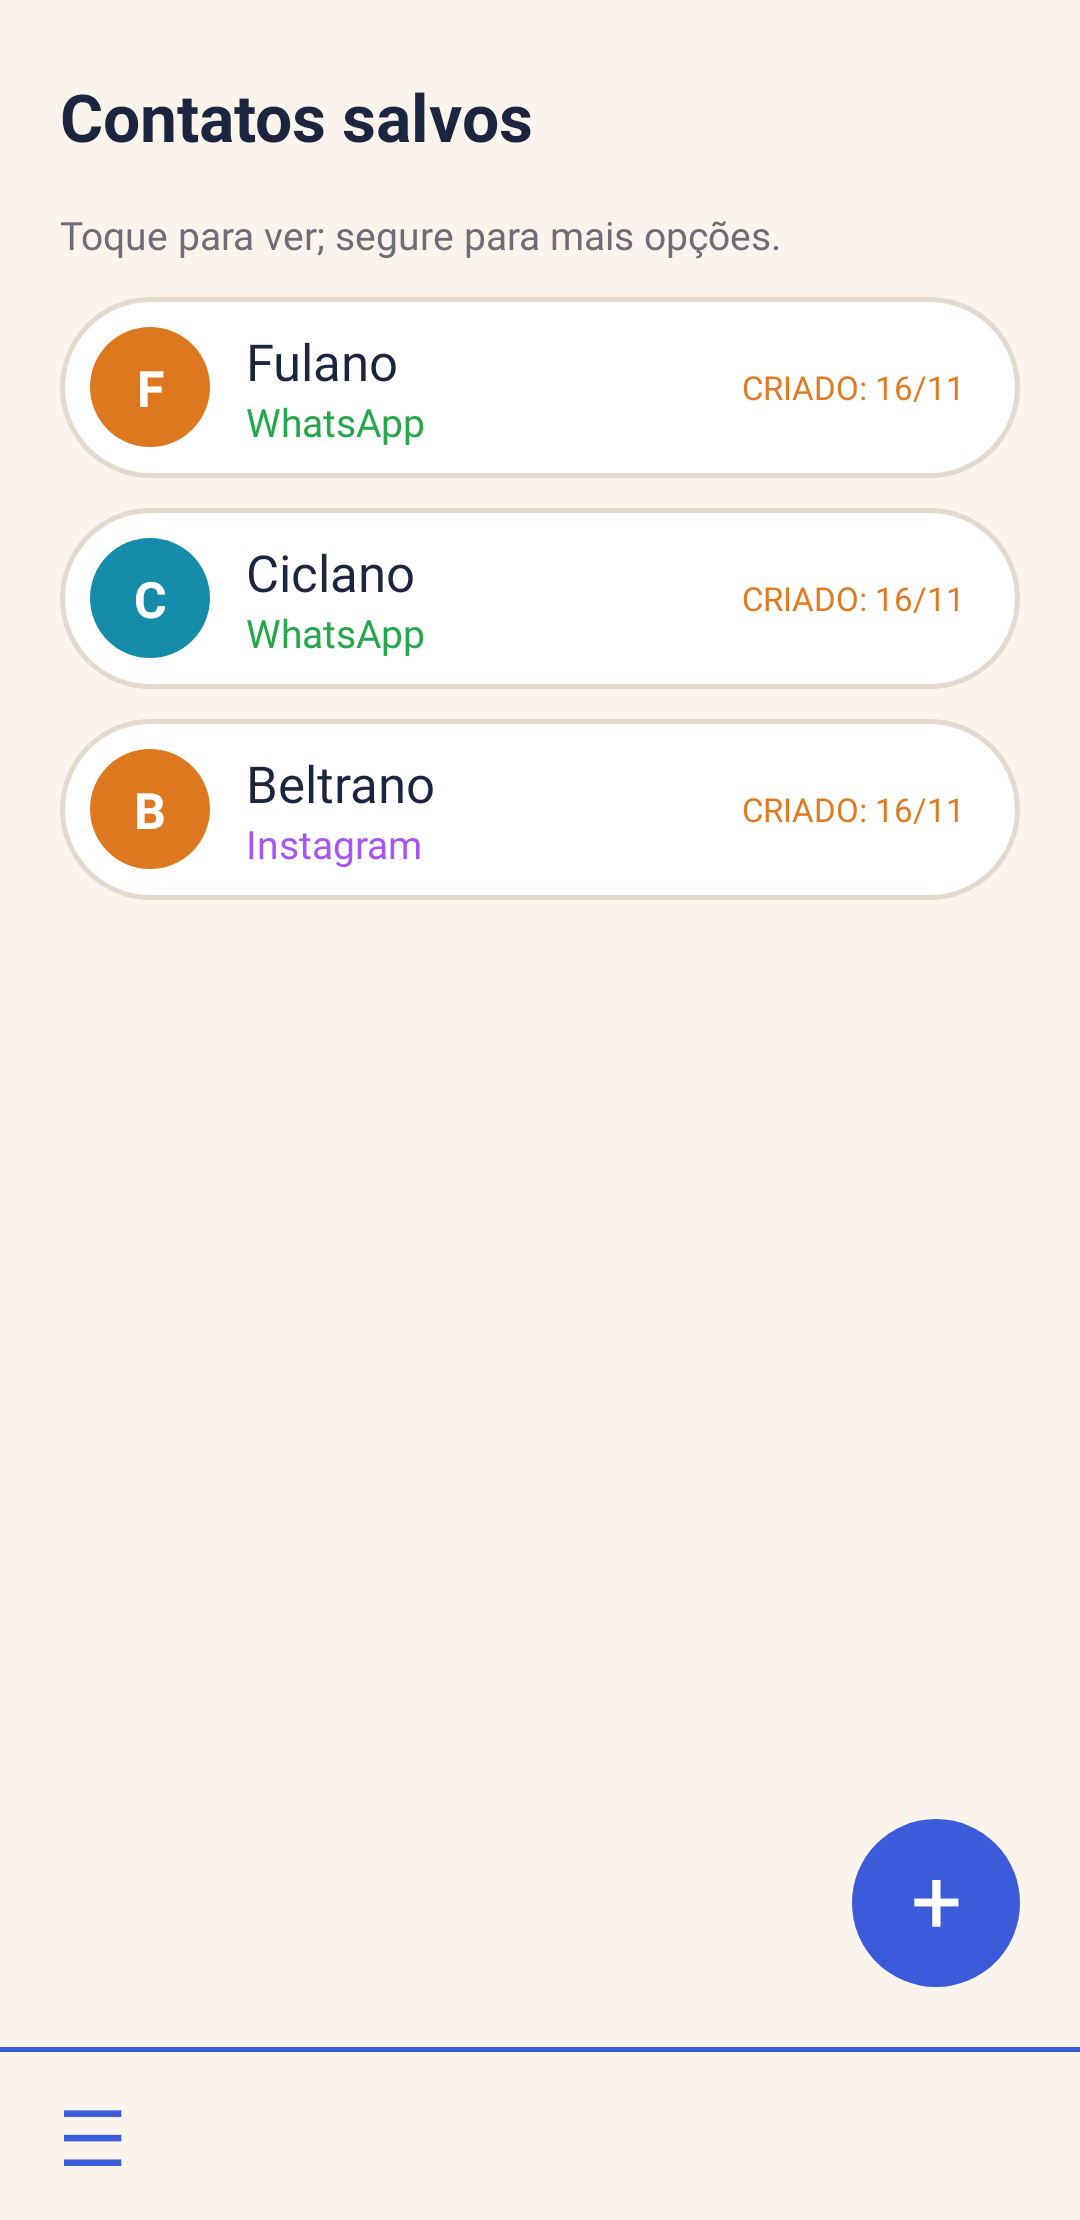 Contatos salvos
Toque para ver; segure para mais opções.
F
Fulano
WhatsApp
CRIADO: 16/11
C
Ciclano
WhatsApp
CRIADO: 16/11
B
Beltrano
Instagram
CRIADO: 16/11
+